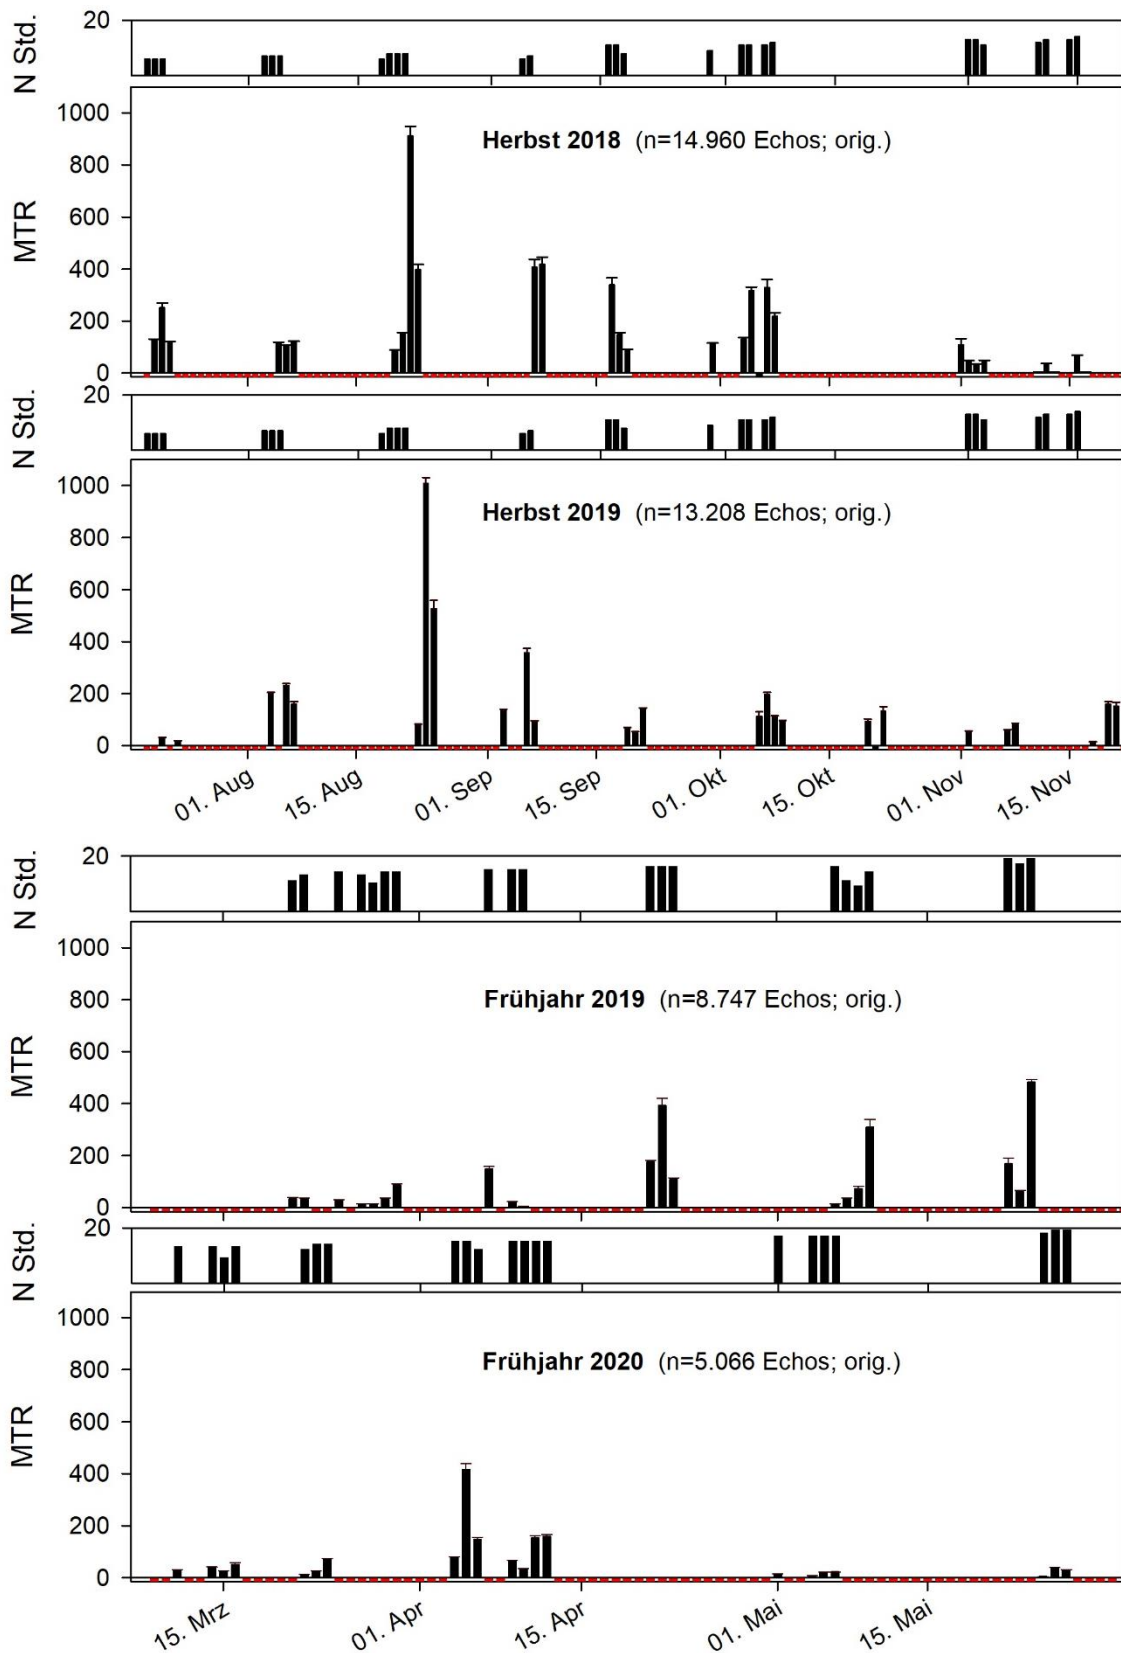 20
N Std.
1000
Herbst 2018 (n=14.960 Echos; orig.)
800
600
MTR
400
200
0
20
N Std.
1000
Herbst 2019 (n=13.208 Echos; orig.)
800
600
MTR
400
200
0
01. Aug 15. Aug 01. Sep 15. Sep 01. Okt 15. Okt 01. Nov 15. Nov
20
N Std.
1000
Frühjahr 2019 (n=8.747 Echos; orig.)
800
600
MTR
400
200
0
20
N Std.
1000
800
Frühjahr 2020 (n=5.066 Echos; orig.)
600
MTR
400
200
0
15. Mrz 01. Apr 15. Apr 01. Mai 15. Mai